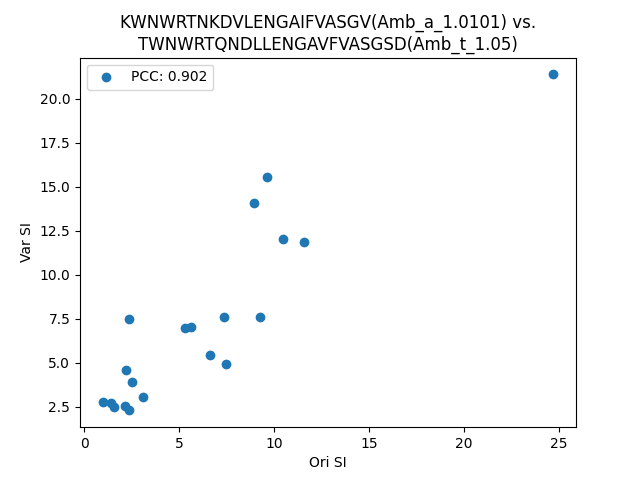 KWNWRTNKDVLENGAIFVASGV(Amb_a_1.0101) vs.
TWNWRTQNDLLENGAVFVASGSD(Amb_t_1.05)
PCC: 0.902
20.0
17.5
15.0
12.5
10.0
7.5
5.0
2.5
Var SI
0 5 10 15 20 25
Ori SI